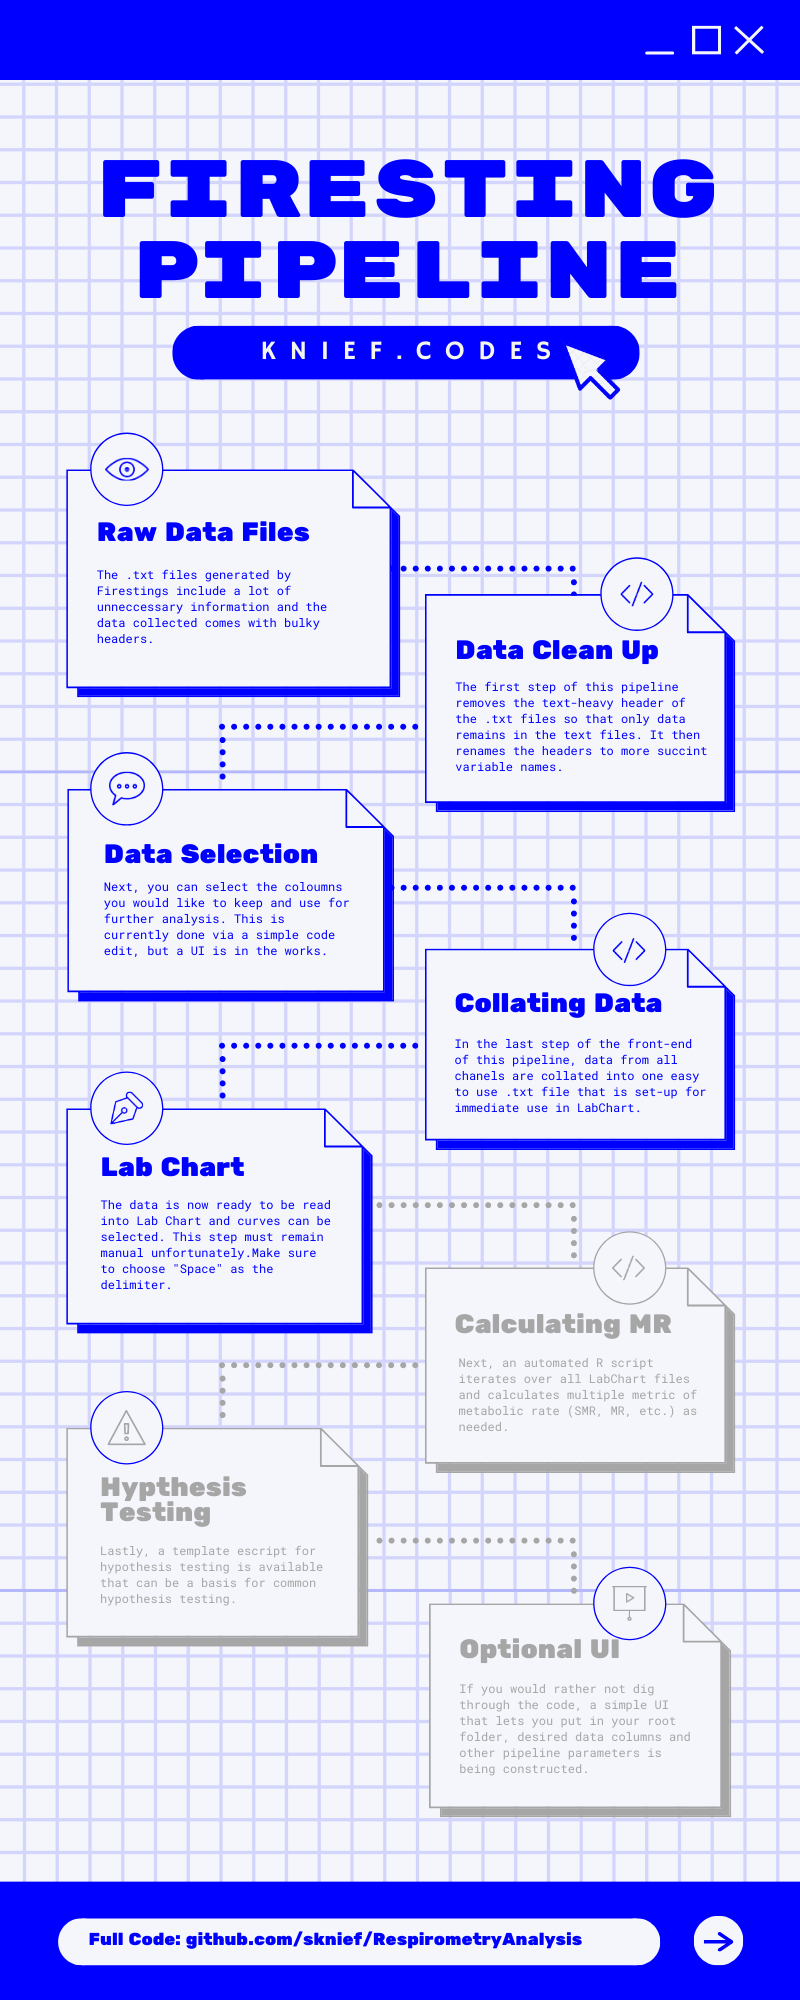 FIRESTING
PIPELINE
KNIEF.CODES
Raw Data Files
The .txt files generated by
Firestings include a lot of
unneccessary information and the
data collected comes with bulky
headers.
Data Clean Up
The first step of this pipeline
removes the text-heavy header of
the .txt files so that only data
remains in the text files. It then
renames the headers to more succint
variable names.
Data Selection
Next, you can select the coloumns
you would like to keep and use for
further analysis. This is
currently done via a simple code
edit, but a UI is in the works.
Collating Data
In the last step of the front-end
of this pipeline, data from all
chanels are collated into one easy
to use .txt file that is set-up for
immediate use in LabChart.
Lab Chart
The data is now ready to be read
into Lab Chart and curves can be
selected. This step must remain
manual unfortunately.Make sure
to choose "Space" as the
delimiter.
Calculating MR
Next, an automated R script
iterates over all LabChart files
and calculates multiple metric of
metabolic rate (SMR, MR, etc.) as
needed.
Hypthesis
Testing
Lastly, a template escript for
hypothesis testing is available
that can be a basis for common
hypothesis testing.
Optional UI
If you would rather not dig
through the code, a simple UI
that lets you put in your root
folder, desired data columns and
other pipeline parameters is
being constructed.
Full Code: github.com/sknief/RespirometryAnalysis